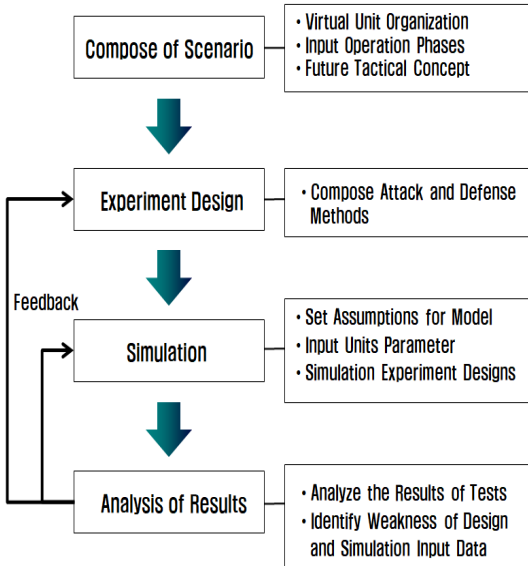 Compose of Scenario
• Virtual Unit Organization
• Input Operation Phases
• Future Tactical Concept
Experiment Design
• Compose Attack and Defense
Methods
Feedback
Simulation
• Set Assumptions for Model
• Input Units Parameter
• Simulation Experiment Designs
Analysis of Results
• Analyze the Results of Tests
• Identify Weakness of Design
and Simulation Input Data